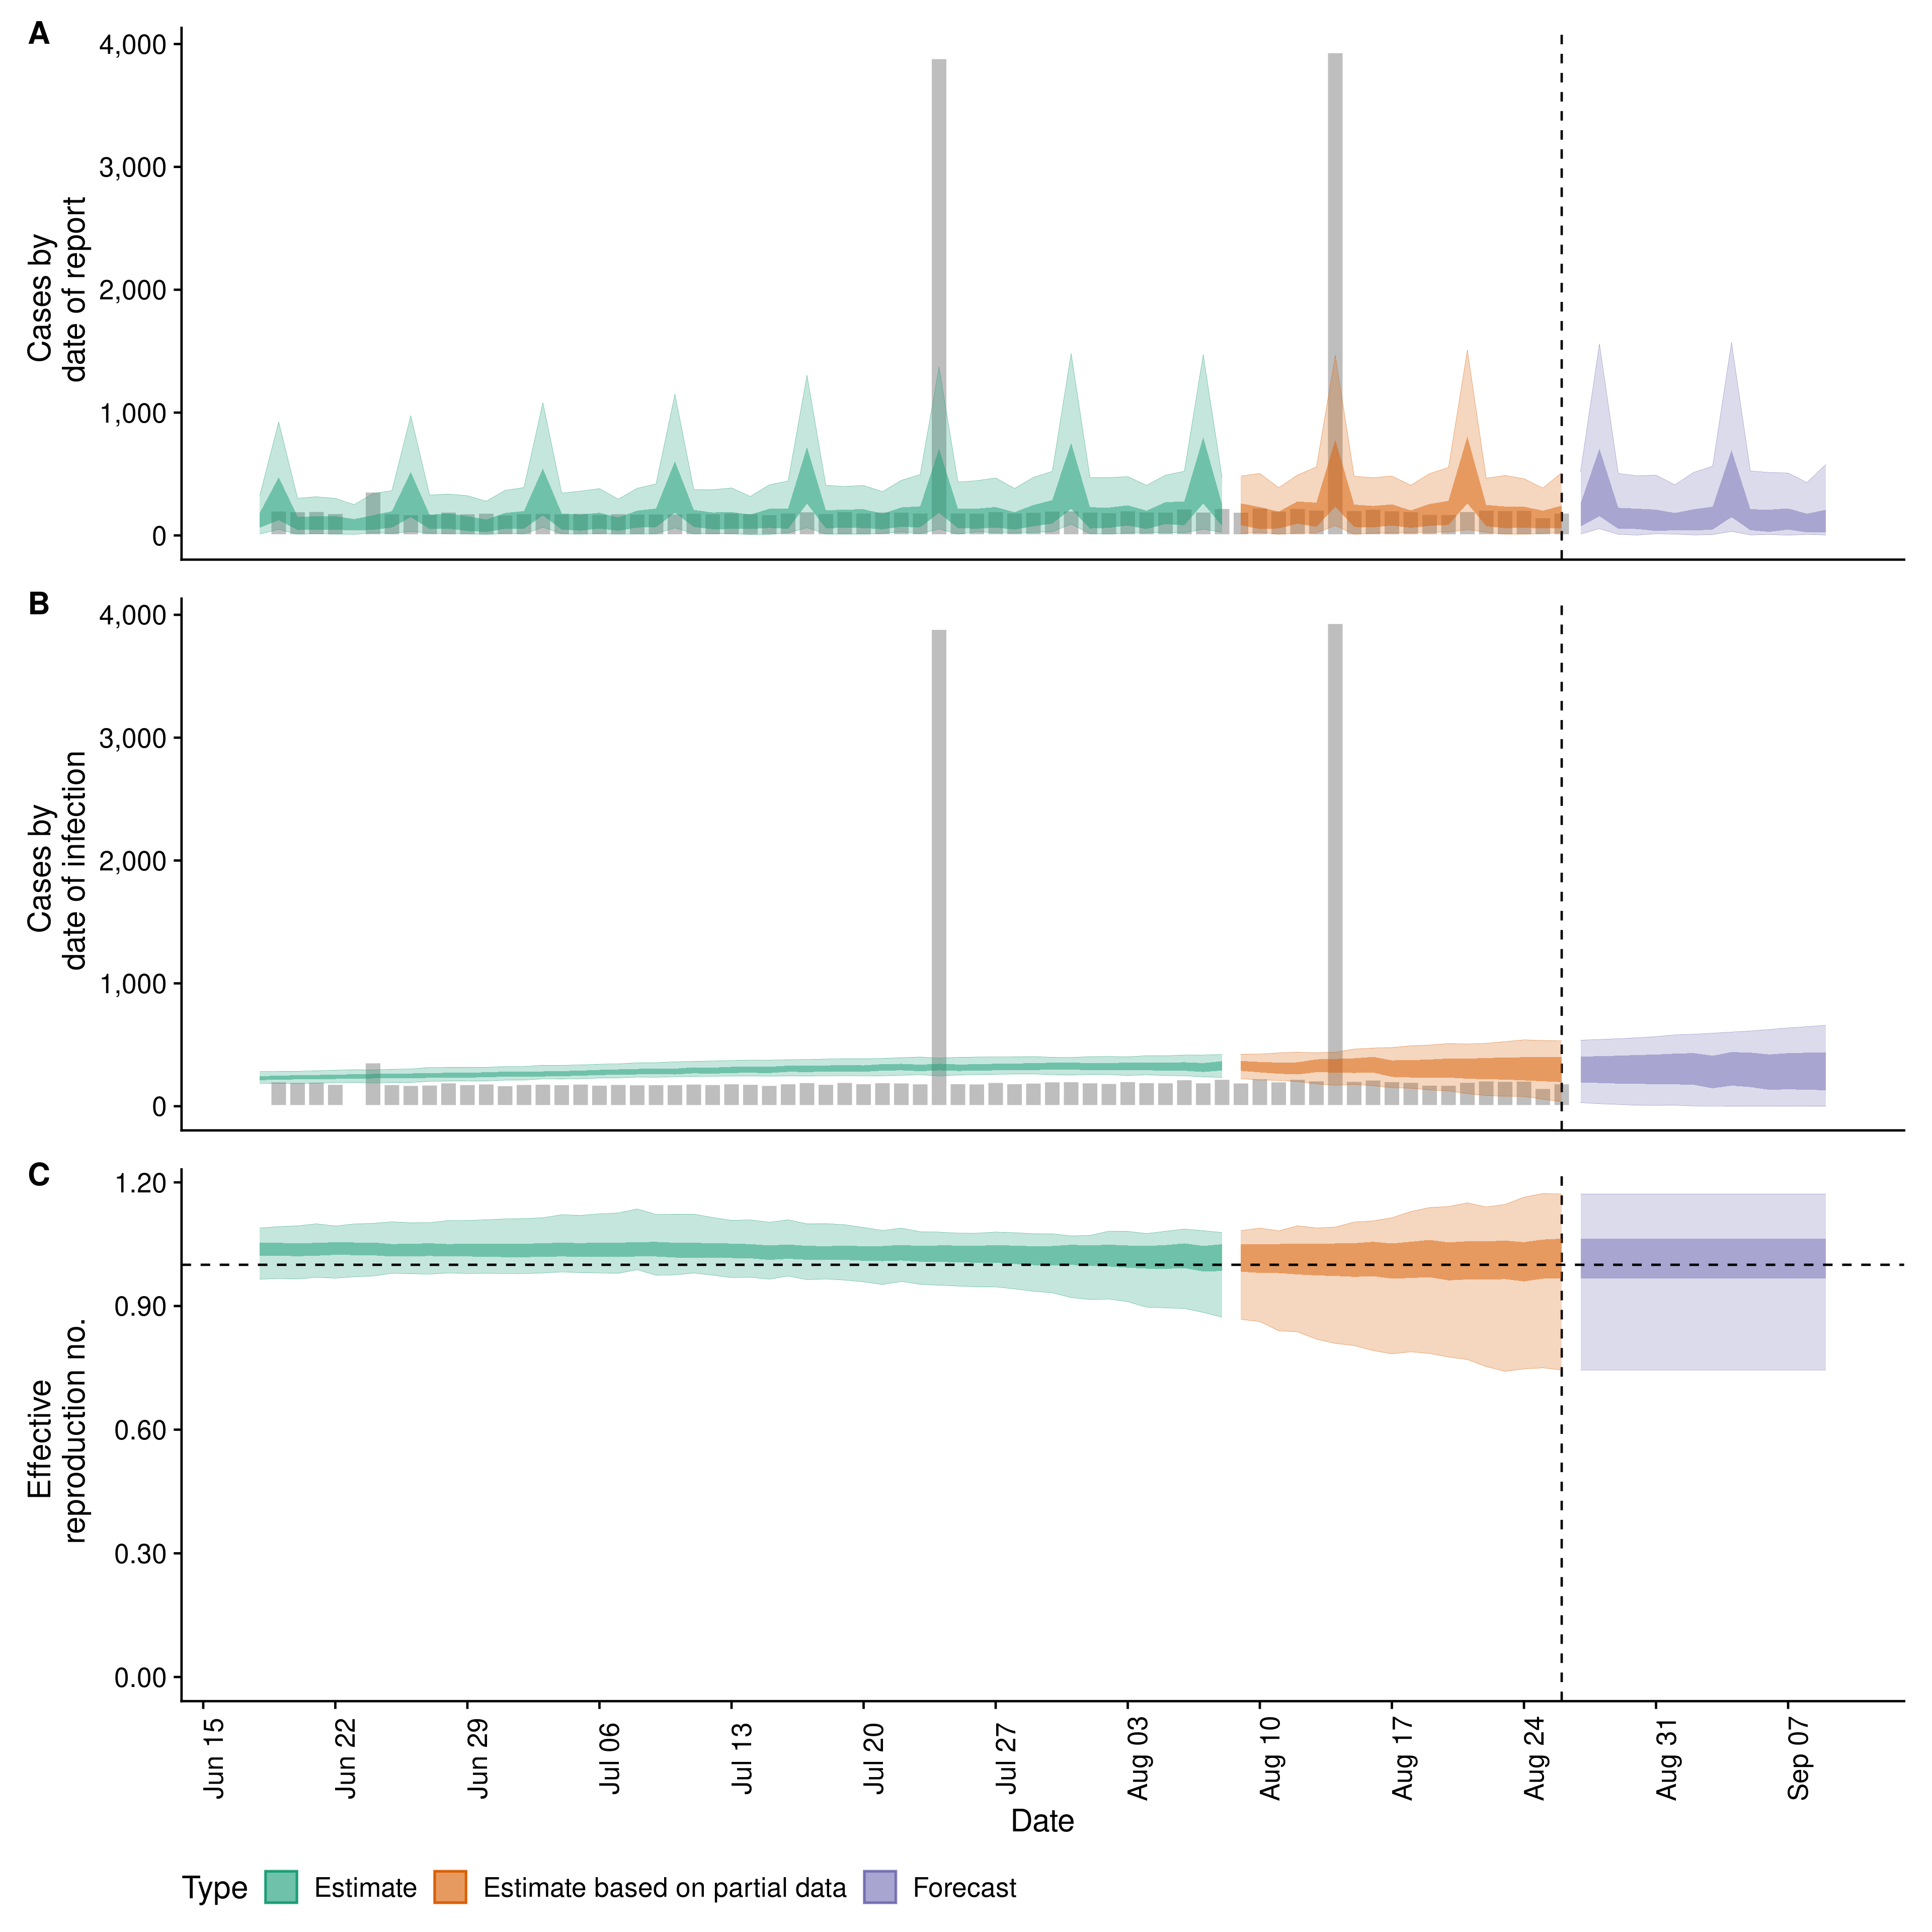 A
4,000
3,000
2,000
1,000
0
Cases by
date of report
B
4,000
3,000
2,000
1,000
0
Cases by
date of infection
C
1.20
0.90
0.60
0.30
0.00
Effective
reproduction no.
Jun 15
Jun 22
Jun 29
Jul 06
Jul 13
Jul 20
Jul 27
Aug 03
Aug 10
Aug 17
Aug 24
Aug 31
Sep 07
Date
Type Estimate Estimate based on partial data Forecast